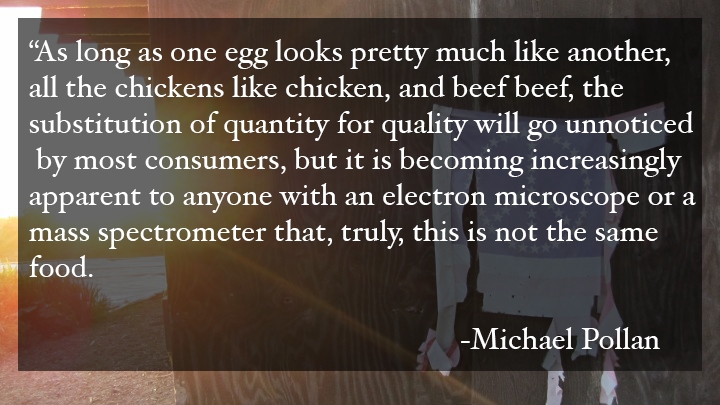 “As long as one egg looks pretty much like another,
all the chickens like chicken, and beef beef, the
substitution of quantity for quality will go unnoticed
by most consumers, but it is becoming increasingly
apparent to anyone with an electron microscope or a
mass spectrometer that, truly, this is not the same
food.
-Michael Pollan